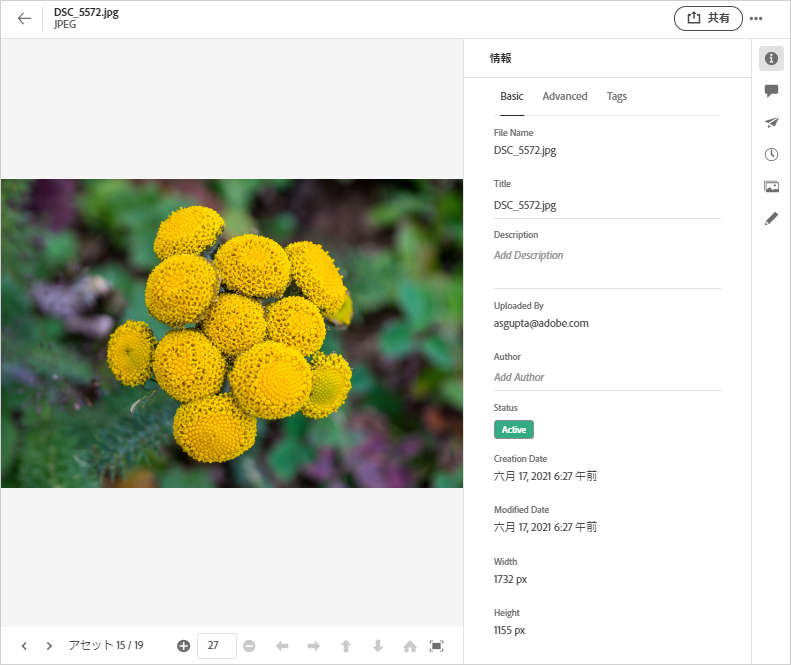 DSC_5572.jpg
JPEG
共有
情報
Basic Advanced Tags
File Name
DSC_5572.jpg
Title
DSC_5572.jpg
Description
Add Description
Uploaded By
asgupta@adobe.com
Author
Add Author
Status
Active
Creation Date
六月 17, 2021 6:27 午前
Modified Date
六月 17, 2021 6:27 午前
Width
1732 px
Height
1155 px
アセット 15 / 19
27